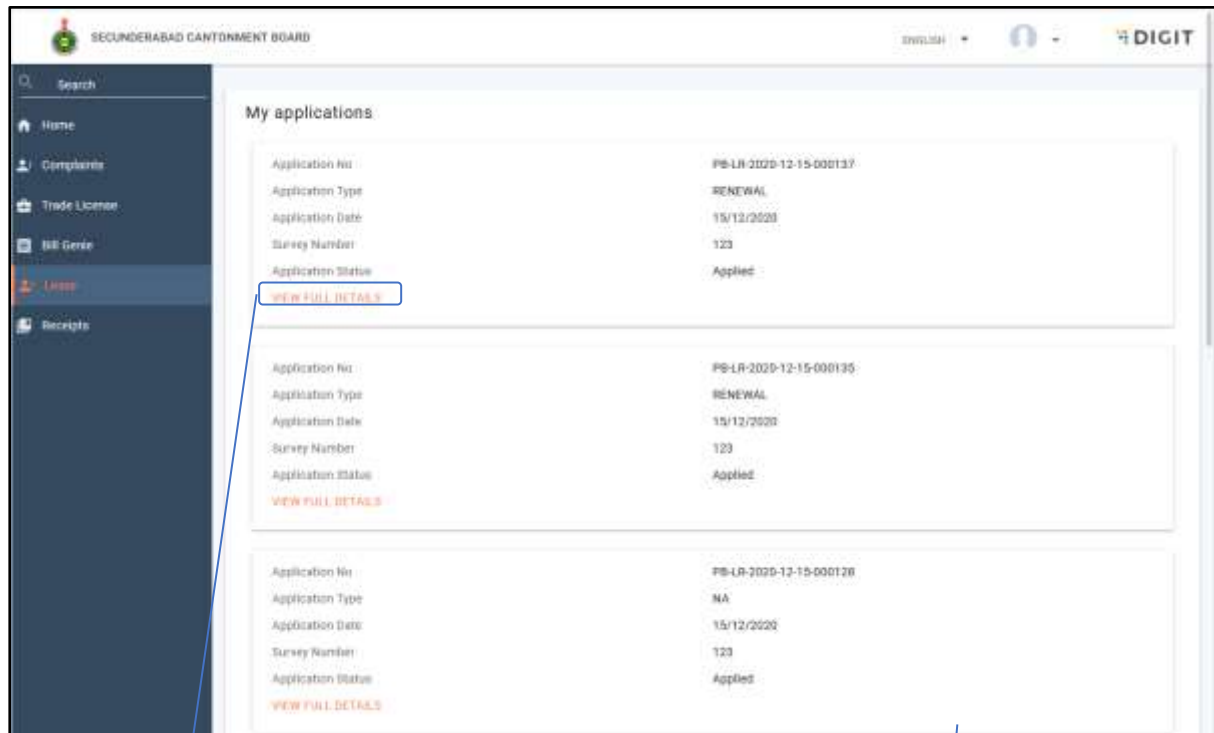 SECUNDERABAD CANTONMENT BOARD
ENGLISH
DIGIT
Search
Home
Complaints
Trade License
Bill Genie
Lease
Receipts
My applications
Application No PB-LR-2020-12-15-000137
Application Type RENEWAL
Application Date 15/12/2020
Survey Number 123
Application Status Applied
VIEW FULL DETAILS
Application No PB-LR-2020-12-15-000135
Application Type RENEWAL
Application Date 15/12/2020
Survey Number 123
Application Status Applied
VIEW FULL DETAILS
Application No PB-LR-2020-12-15-000128
Application Type NA
Application Date 15/12/2020
Survey Number 123
Application Status Applied
VIEW FULL DETAILS